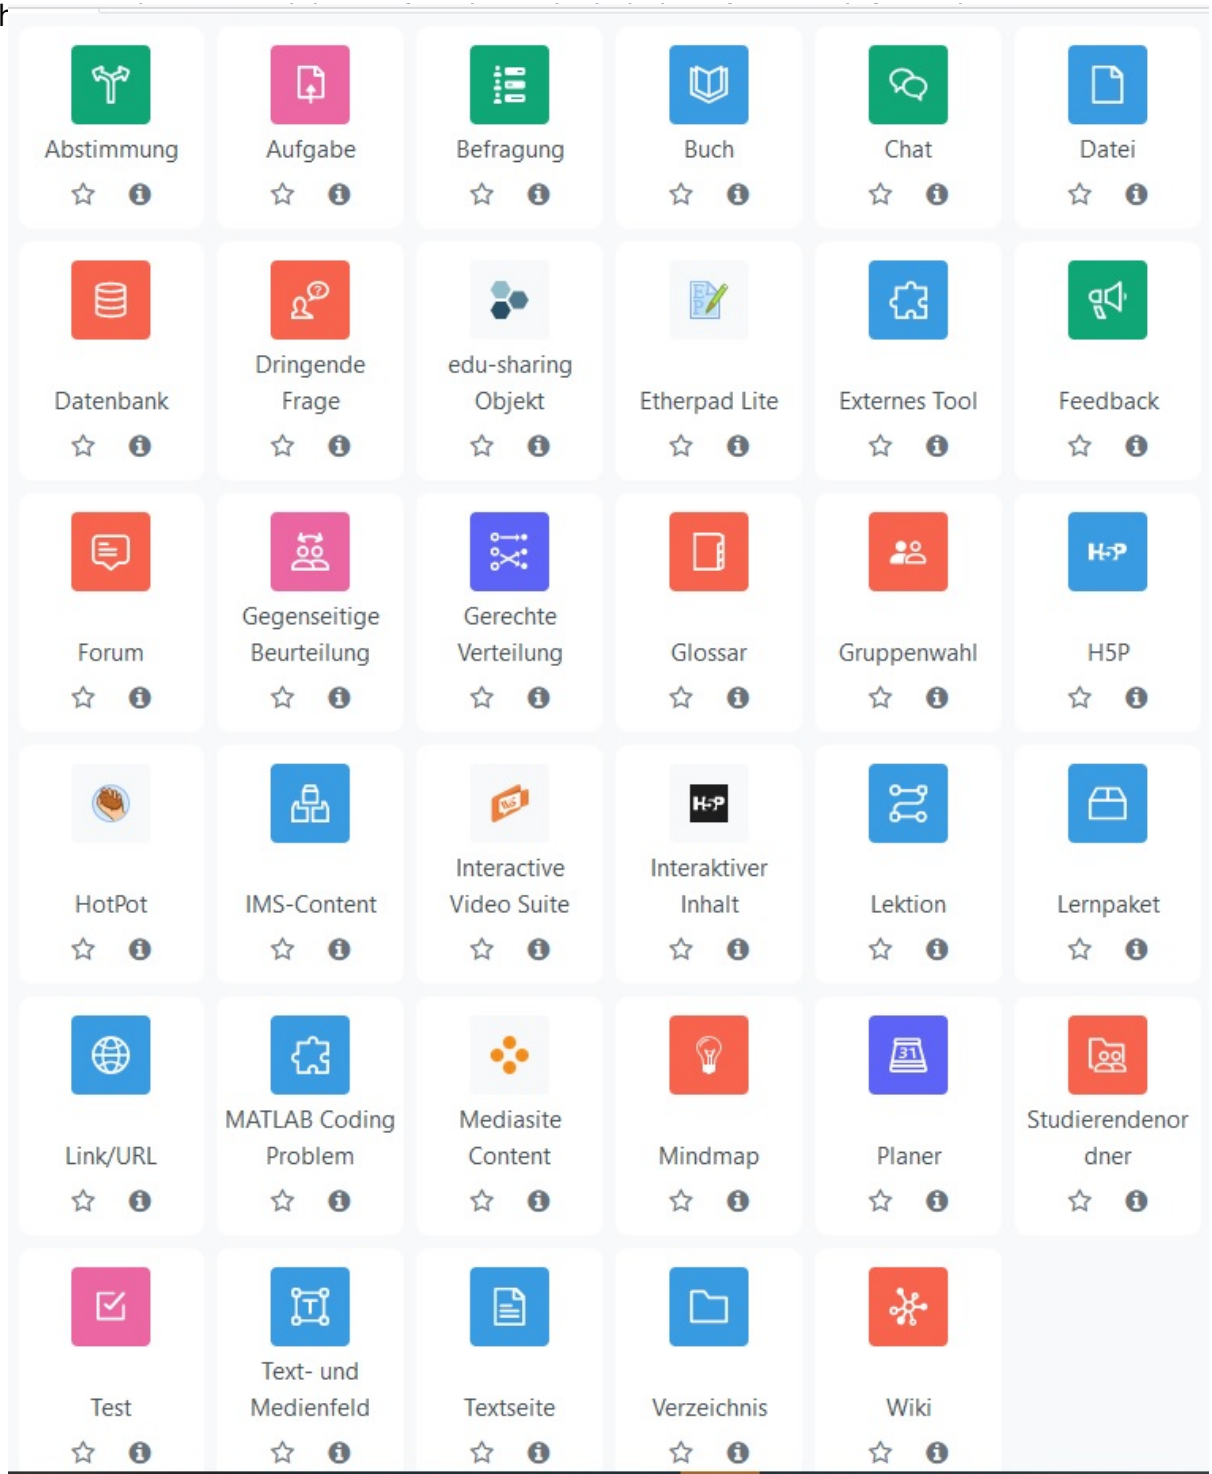 Abstimmung Aufgabe Befragung Buch Chat Datei
Dringende edu-sharing
Datenbank Frage Objekt Etherpad Lite Externes Tool Feedback
H5P
Gegenseitige Gerechte
Forum Beurteilung Verteilung Glossar Gruppenwahl H5P
H5P
Interactive Interaktiver
HotPot IMS-Content Video Suite Inhalt Lektion Lernpaket
31
MATLAB Coding Mediasite Studierendenor
Link/URL Problem Content Mindmap Planer dner
T
Text- und
Test Medienfeld Textseite Verzeichnis Wiki